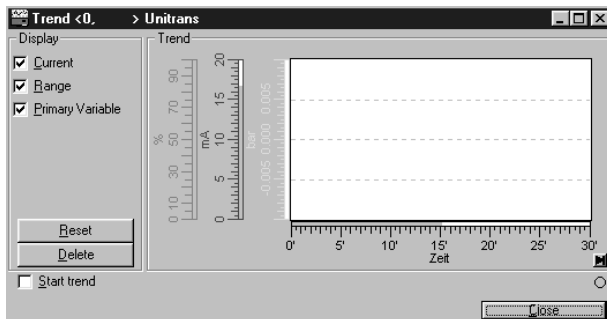 Trend <0, > Unitrans
Display
Current
Range
Primary Variable
Reset
Delete
Start trend
Trend
%
0 10 30 50 70 90
mA
0 5 10 15 20
bar
-0.005 0.000 0.005
0' 5' 10' 15' 20' 25' 30'
Zeit
Close